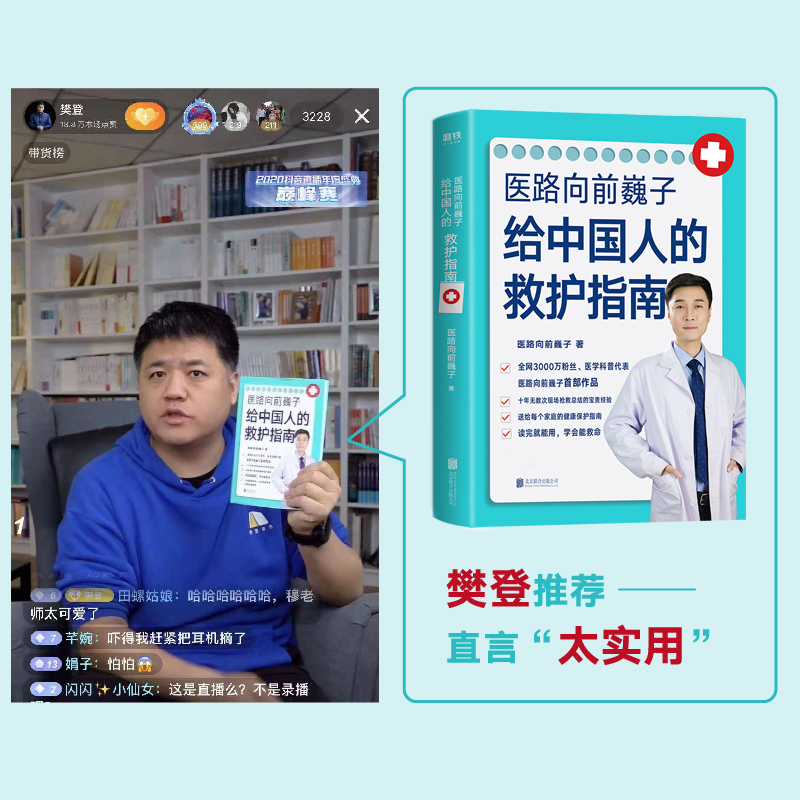 樊登
18.8万本场点赞
699
219
211
3228
带货榜
2020抖音直播年度盛典
巅峰赛
医路向前巍子
给中国人的
救护指南
1
6
樊登
田螺姑娘：哈哈哈哈哈哈，穆老
师太可爱了
7 芊婉：吓得我赶紧把耳机摘了
13 娟子：怕怕😱
2 闪闪✨小仙女：这是直播么？不是录播
磨铁
医路向前巍子
给中国人的 救护指南
医路向前巍子 著
医路向前巍子
给中国人的
救护指南
医路向前巍子 著
全网3000万粉丝、医学科普代表
医路向前巍子首部作品
十年无数次现场抢救总结的宝贵经验
送给每个家庭的健康保护指南
读完就能用，学会能救命
北京联合出版公司
樊登推荐 ——
直言“太实用”